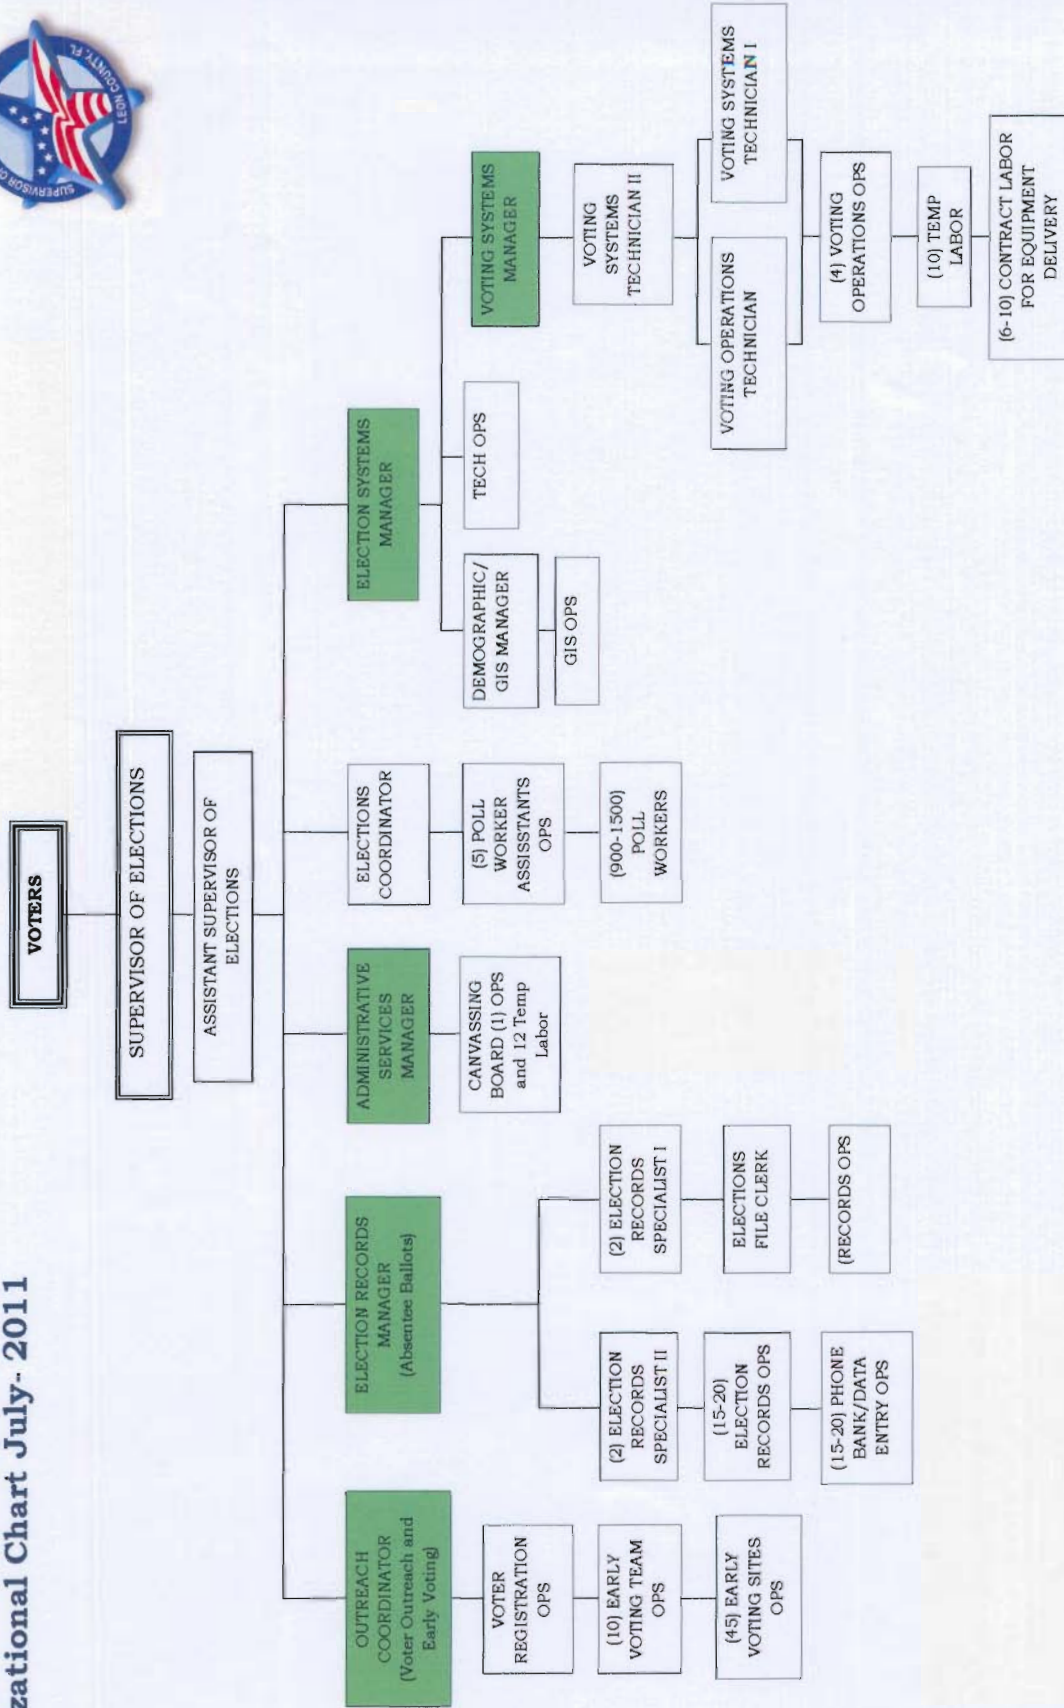 zational Chart July- 2011
LEON COUNTY, FL
SUPERVISOR OF
VOTERS
SUPERVISOR OF ELECTIONS
ASSISTANT SUPERVISOR OF
ELECTIONS
OUTREACH
COORDINATOR
(Voter Outreach and
Early Voting)
VOTER
REGISTRATION
OPS
(10) EARLY
VOTING TEAM
OPS
(45) EARLY
VOTING SITES
OPS
ELECTION RECORDS
MANAGER
(Absentee Ballots)
(2) ELECTION
RECORDS
SPECIALIST II
(15-20)
ELECTION
RECORDS OPS
(15-20) PHONE
BANK/DATA
ENTRY OPS
(2) ELECTION
RECORDS
SPECIALIST I
ELECTIONS
FILE CLERK
(RECORDS OPS
ADMINISTRATIVE
SERVICES
MANAGER
CANVASSING
BOARD (1) OPS
and 12 Temp
Labor
ELECTIONS
COORDINATOR
(5) POLL
WORKER
ASSISSTANTS
OPS
(900-1500)
POLL
WORKERS
ELECTION SYSTEMS
MANAGER
DEMOGRAPHIC/
GIS MANAGER
GIS OPS
TECH OPS
VOTING SYSTEMS
MANAGER
VOTING
SYSTEMS
TECHNICIAN II
VOTING OPERATIONS
TECHNICIAN
VOTING SYSTEMS
TECHNICIAN I
(4) VOTING
OPERATIONS OPS
(10) TEMP
LABOR
(6-10) CONTRACT LABOR
FOR EQUIPMENT
DELIVERY